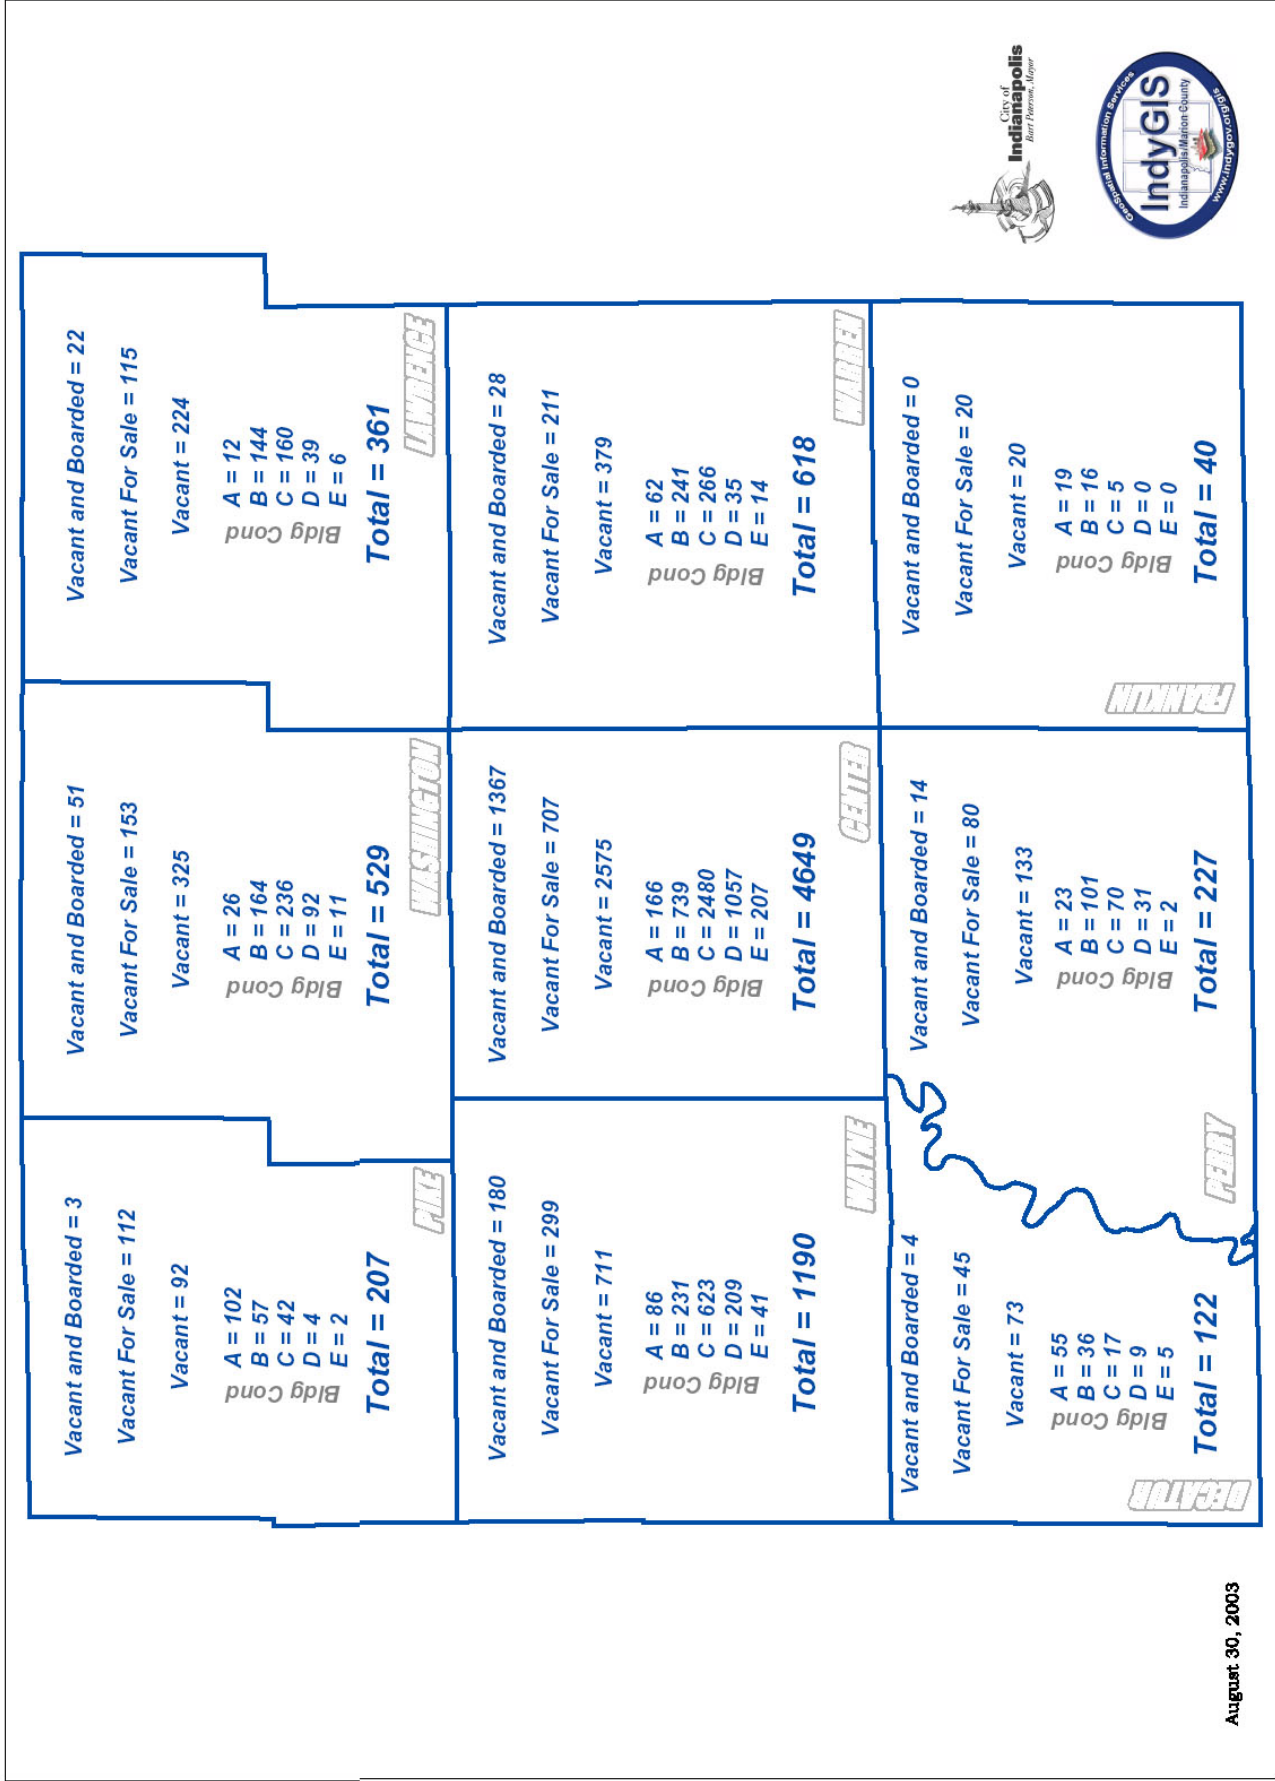 Vacant and Boarded = 3
Vacant For Sale = 112
Vacant = 92
Bldg Cond
A = 102
B = 57
C = 42
D = 4
E = 2
Total = 207
PIKE
Vacant and Boarded = 51
Vacant For Sale = 153
Vacant = 325
Bldg Cond
A = 26
B = 164
C = 236
D = 92
E = 11
Total = 529
WASHINGTON
Vacant and Boarded = 22
Vacant For Sale = 115
Vacant = 224
Bldg Cond
A = 12
B = 144
C = 160
D = 39
E = 6
Total = 361
LAWRENCE
Vacant and Boarded = 180
Vacant For Sale = 299
Vacant = 711
Bldg Cond
A = 86
B = 231
C = 623
D = 209
E = 41
Total = 1190
WAYNE
Vacant and Boarded = 1367
Vacant For Sale = 707
Vacant = 2575
Bldg Cond
A = 166
B = 739
C = 2480
D = 1057
E = 207
Total = 4649
CENTER
Vacant and Boarded = 28
Vacant For Sale = 211
Vacant = 379
Bldg Cond
A = 62
B = 241
C = 266
D = 35
E = 14
Total = 618
WARREN
Vacant and Boarded = 4
Vacant For Sale = 45
Vacant = 73
Bldg Cond
A = 55
B = 36
C = 17
D = 9
E = 5
Total = 122
DECATUR
Vacant and Boarded = 14
Vacant For Sale = 80
Vacant = 133
Bldg Cond
A = 23
B = 101
C = 70
D = 31
E = 2
Total = 227
PERRY
Vacant and Boarded = 0
Vacant For Sale = 20
Vacant = 20
Bldg Cond
A = 19
B = 16
C = 5
D = 0
E = 0
Total = 40
FRANKLIN
City of
Indianapolis
Bart Peterson, Mayor
GeoSpatial Information Services
IndyGIS
Indianapolis/Marion County
www.indygov.org/gis
August 30, 2003